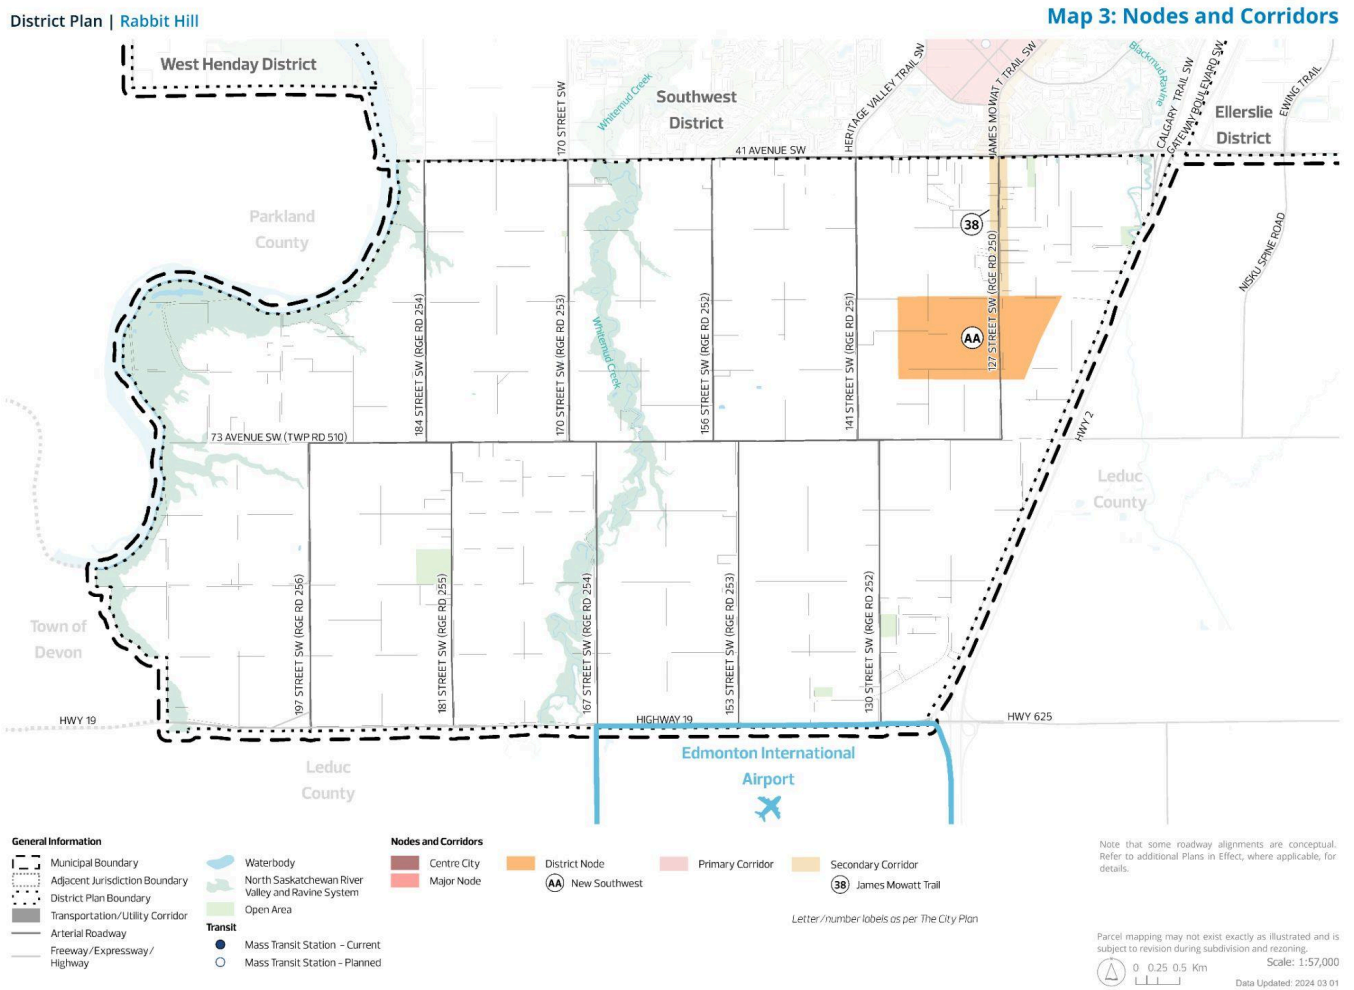 District Plan | Rabbit Hill
Map 3: Nodes and Corridors
West Henday District
170 STREET SW
Whitemud Creek
Southwest
District
HERITAGE VALLEY TRAIL SW
JAMES MOWAT TRAIL SW
Blackmud Ravine
CALGARY TRAIL SW
GATEWAY BOULEVARD SW
EWING TRAIL
Ellerslie
District
41 AVENUE SW
Parkland
County
38
NISKU SPINE ROAD
184 STREET SW (RGE RD 254)
170 STREET SW (RGE RD 253)
Whitemud Creek
156 STREET SW (RGE RD 252)
141 STREET SW (RGE RD 251)
127 STREET SW (RGE RD 250)
AA
73 AVENUE SW (TWP RD 510)
HWY 2
Leduc
County
Town of
Devon
197 STREET SW (RGE RD 256)
181 STREET SW (RGE RD 255)
167 STREET SW (RGE RD 254)
153 STREET SW (RGE RD 253)
130 STREET SW (RGE RD 252)
HWY 19
HIGHWAY 19
HWY 625
Leduc
County
Edmonton International
Airport
General Information
Municipal Boundary
Adjacent Jurisdiction Boundary
District Plan Boundary
Transportation/Utility Corridor
Arterial Roadway
Freeway/Expressway/
Highway
Waterbody
North Saskatchewan River
Valley and Ravine System
Open Area
Transit
Mass Transit Station - Current
Mass Transit Station - Planned
Nodes and Corridors
Centre City
Major Node
District Node
AA New Southwest
Primary Corridor
Secondary Corridor
38 James Mowatt Trail
Letter/number labels as per The City Plan
Note that some roadway alignments are conceptual.
Refer to additional Plans in Effect, where applicable, for
details.
Parcel mapping may not exist exactly as illustrated and is
subject to revision during subdivision and rezoning.
0 0.25 0.5 Km
Scale: 1:57,000
Data Updated: 2024 03 01